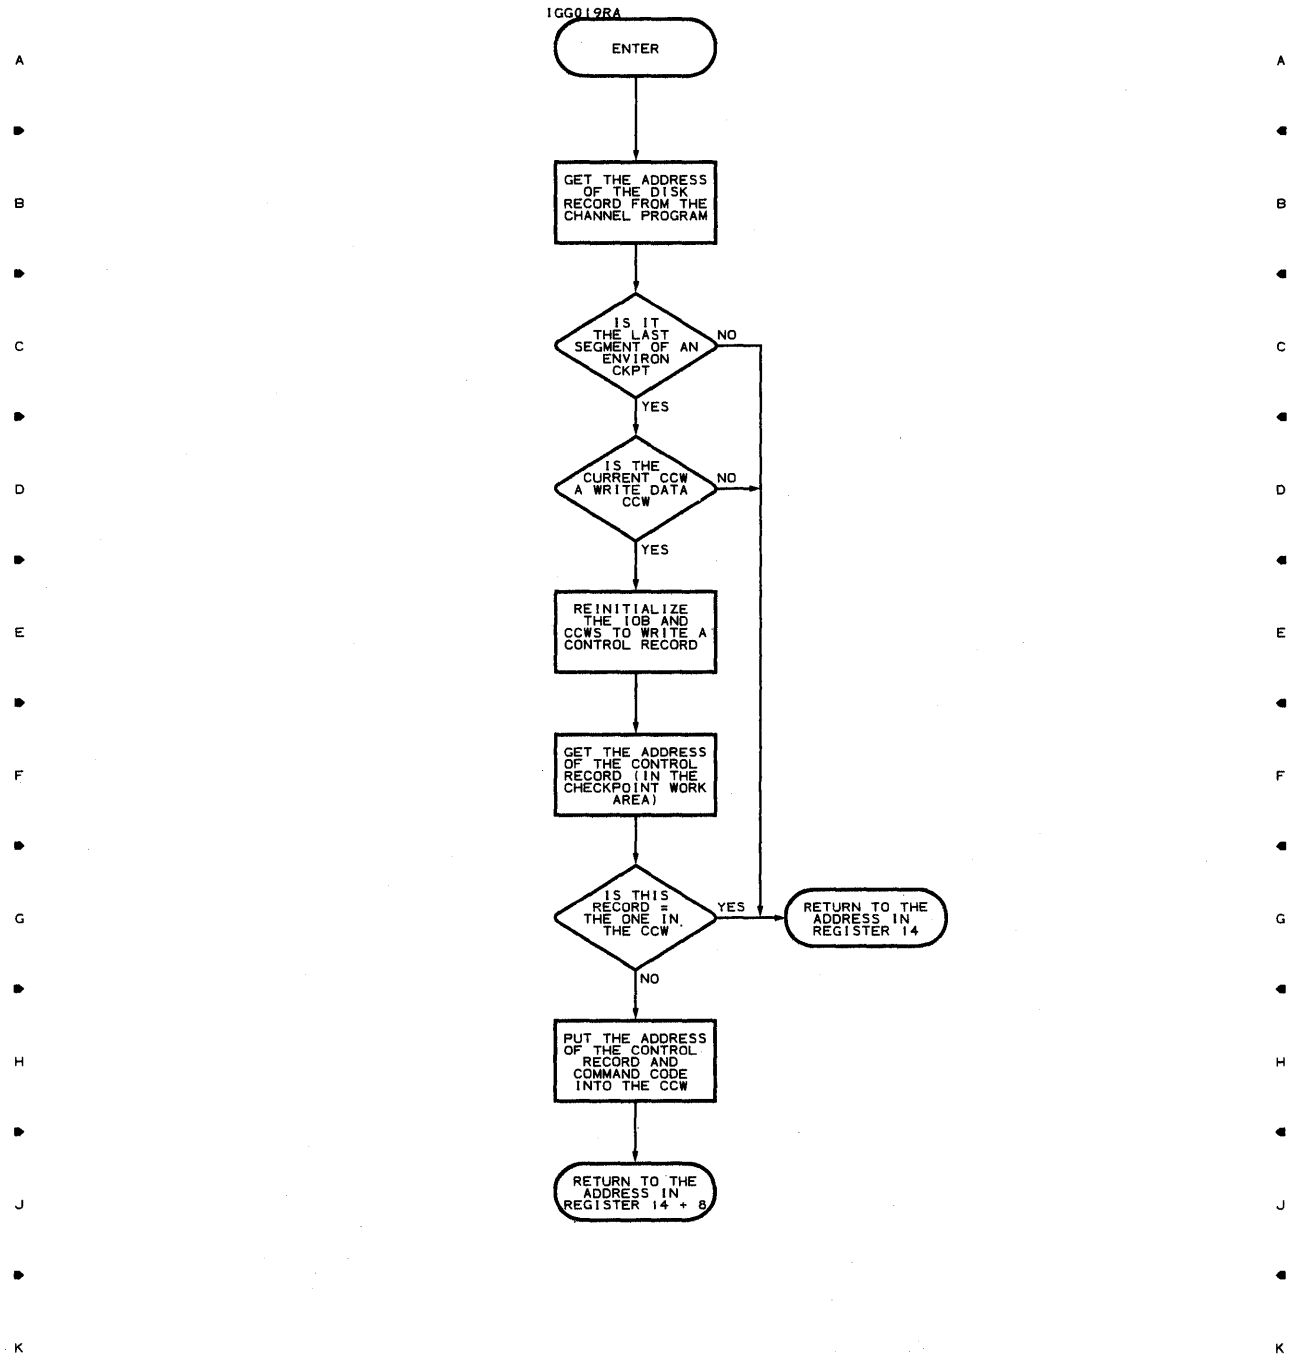 IGG019RA
ENTER
A A
GET THE ADDRESS
OF THE DISK
RECORD FROM THE
CHANNEL PROGRAM
B B
IS IT
THE LAST
SEGMENT OF AN
ENVIRON
CKPT
NO
C C
YES
IS THE
CURRENT CCW
A WRITE DATA
CCW
NO
D D
YES
REINITIALIZE
THE IOB AND
CCWS TO WRITE A
CONTROL RECORD
E E
GET THE ADDRESS
OF THE CONTROL
RECORD (IN THE
CHECKPOINT WORK
AREA)
F F
IS THIS
RECORD =
THE ONE IN
THE CCW
YES
RETURN TO THE
ADDRESS IN
REGISTER 14
G G
NO
PUT THE ADDRESS
OF THE CONTROL
RECORD AND
COMMAND CODE
INTO THE CCW
H H
RETURN TO THE
ADDRESS IN
REGISTER 14 + 8
J J
K K